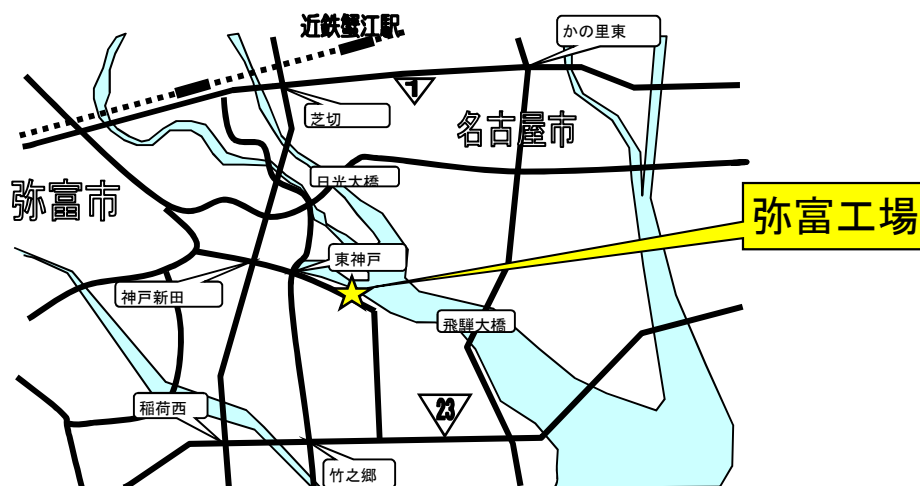 近鉄蟹江駅
かの里東
1
芝切
名古屋市
日光大橋
弥富市
弥富工場
東神戸
神戸新田
飛騨大橋
稲荷西
23
竹之郷